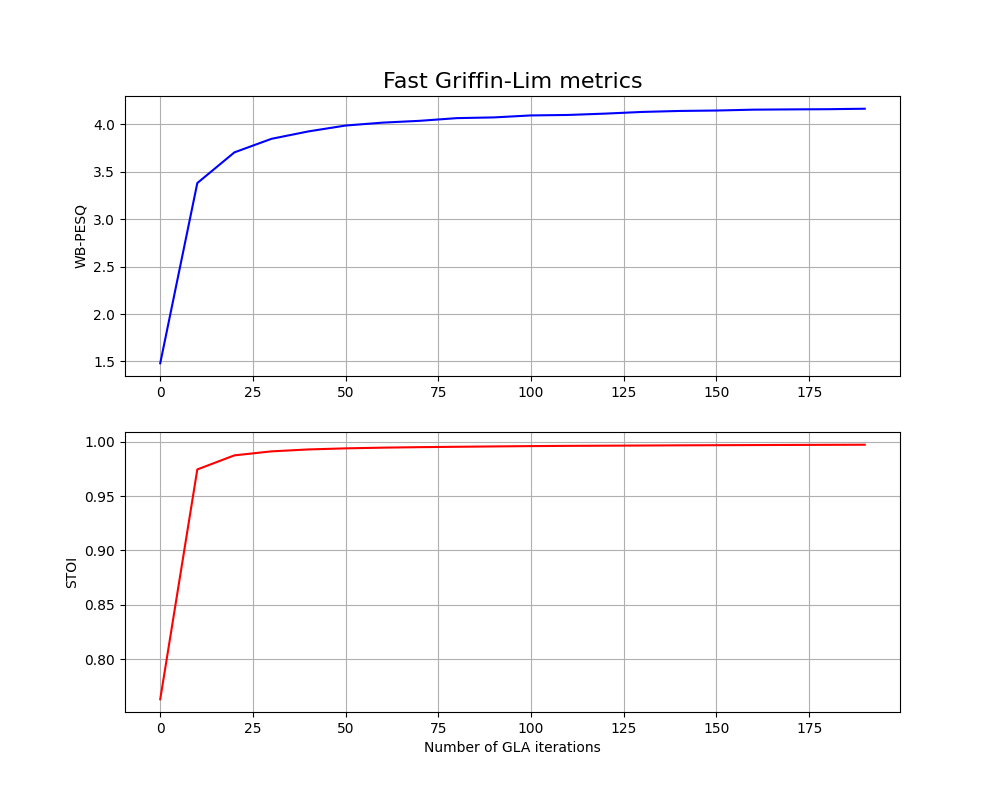 Fast Griffin-Lim metrics
WB-PESQ
4.0
3.5
3.0
2.5
2.0
1.5
0 25 50 75 100 125 150 175
STOI
1.00
0.95
0.90
0.85
0.80
0 25 50 75 100 125 150 175
Number of GLA iterations